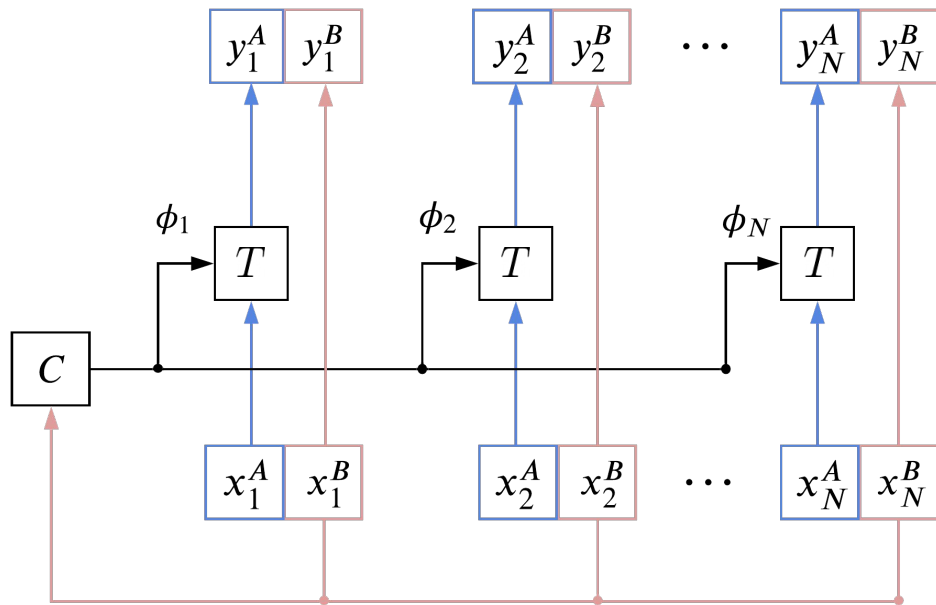 y_1^A y_1^B y_2^A y_2^B ⋯ y_N^A y_N^B
ϕ_1 ϕ_2 ϕ_N
T T T
C
x_1^A x_1^B x_2^A x_2^B ⋯ x_N^A x_N^B